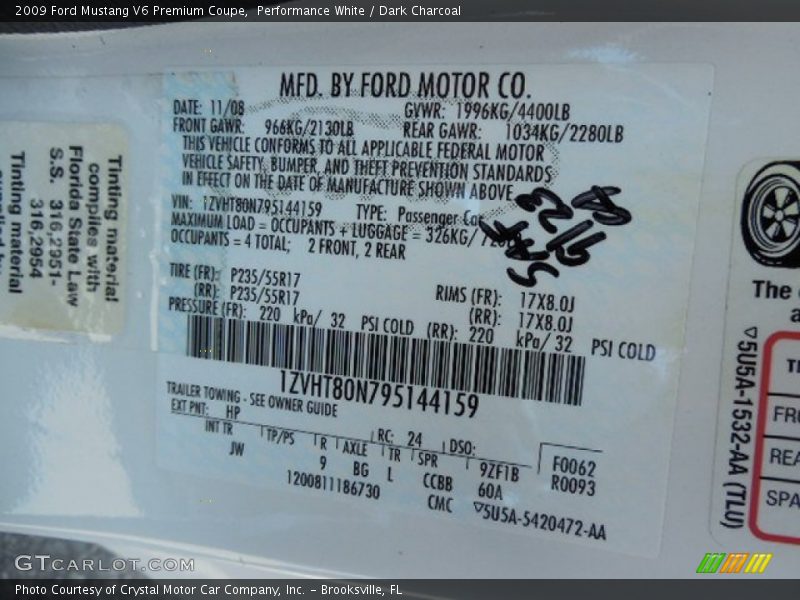 2009 Ford Mustang V6 Premium Coupe, Performance White / Dark Charcoal
MFD. BY FORD MOTOR CO.
DATE: 11/08 GVWR: 1996KG/4400LB
FRONT GAWR: 966KG/2130LB REAR GAWR: 1034KG/2280LB
THIS VEHICLE CONFORMS TO ALL APPLICABLE FEDERAL MOTOR
VEHICLE SAFETY, BUMPER, AND THEFT PREVENTION STANDARDS
IN EFFECT ON THE DATE OF MANUFACTURE SHOWN ABOVE
VIN: 1ZVHT80N795144159 TYPE: Passenger Car
MAXIMUM LOAD = OCCUPANTS + LUGGAGE = 326KG/
OCCUPANTS = 4 TOTAL; 2 FRONT, 2 REAR
TIRE (FR): P235/55R17 RIMS (FR): 17X8.0J
(RR): P235/55R17 (RR): 17X8.0J
PRESSURE (FR): 220 kPa/ 32 PSI COLD (RR): 220 kPa/ 32 PSI COLD
1ZVHT80N795144159
TRAILER TOWING - SEE OWNER GUIDE
EXT PNT: HP RC: 24 DSO: F0062
INT TR TP/PS R AXLE TR SPR 9ZF1B R0093
JW 9 BG L CCBB 60A
1200811186730 CMC ▽5U5A-5420472-AA
Tinting material
complies with
Florida State Law
S.S. 316.2951-
316.2954
Tinting material
The
▽5U5A-1532-AA (TLU)
FRO
REA
SPA
GTCARLOT.COM
Photo Courtesy of Crystal Motor Car Company, Inc. – Brooksville, FL